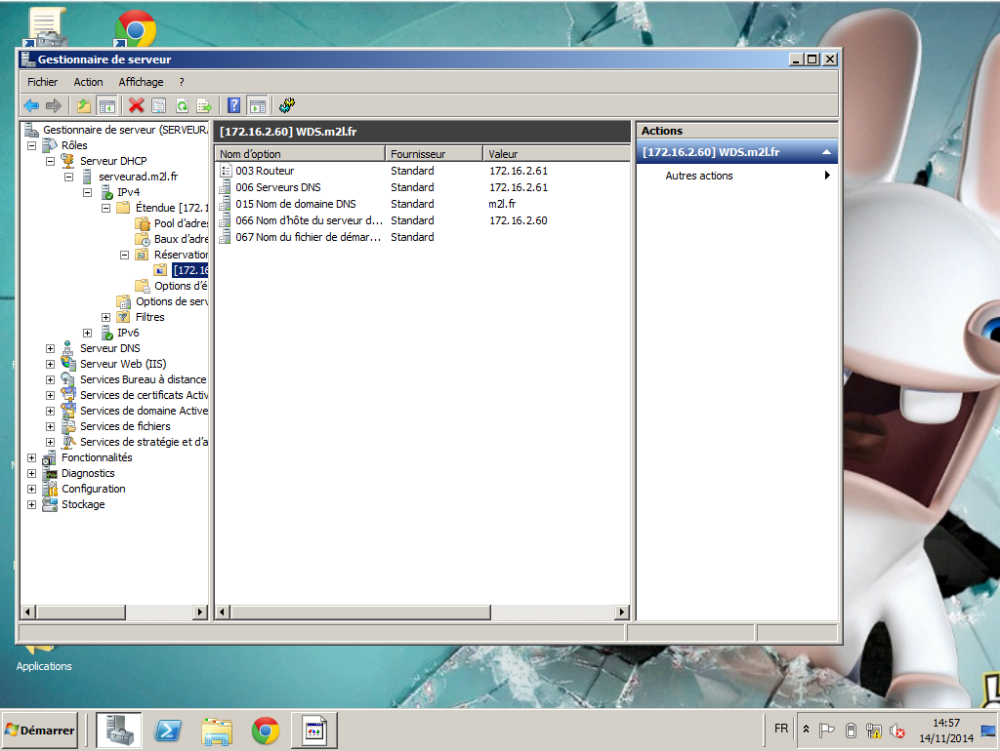 Gestionnaire de serveur
Fichier Action Affichage ?
Gestionnaire de serveur (SERVEURA
Rôles
Serveur DHCP
serveurad.m2l.fr
IPv4
Étendue [172.1
Pool d'adres
Baux d'adre
Réservation
[172.16
Options d'é
Options de serv
Filtres
IPv6
Serveur DNS
Serveur Web (IIS)
Services Bureau à distance
Services de certificats Activ
Services de domaine Active
Services de fichiers
Services de stratégie et d'a
Fonctionnalités
Diagnostics
Configuration
Stockage
[172.16.2.60] WDS.m2l.fr
Nom d'option Fournisseur Valeur
003 Routeur Standard 172.16.2.61
006 Serveurs DNS Standard 172.16.2.61
015 Nom de domaine DNS Standard m2l.fr
066 Nom d'hôte du serveur d... Standard 172.16.2.60
067 Nom du fichier de démar... Standard
Actions
[172.16.2.60] WDS.m2l.fr
Autres actions
Applications
Démarrer
FR
14:57
14/11/2014